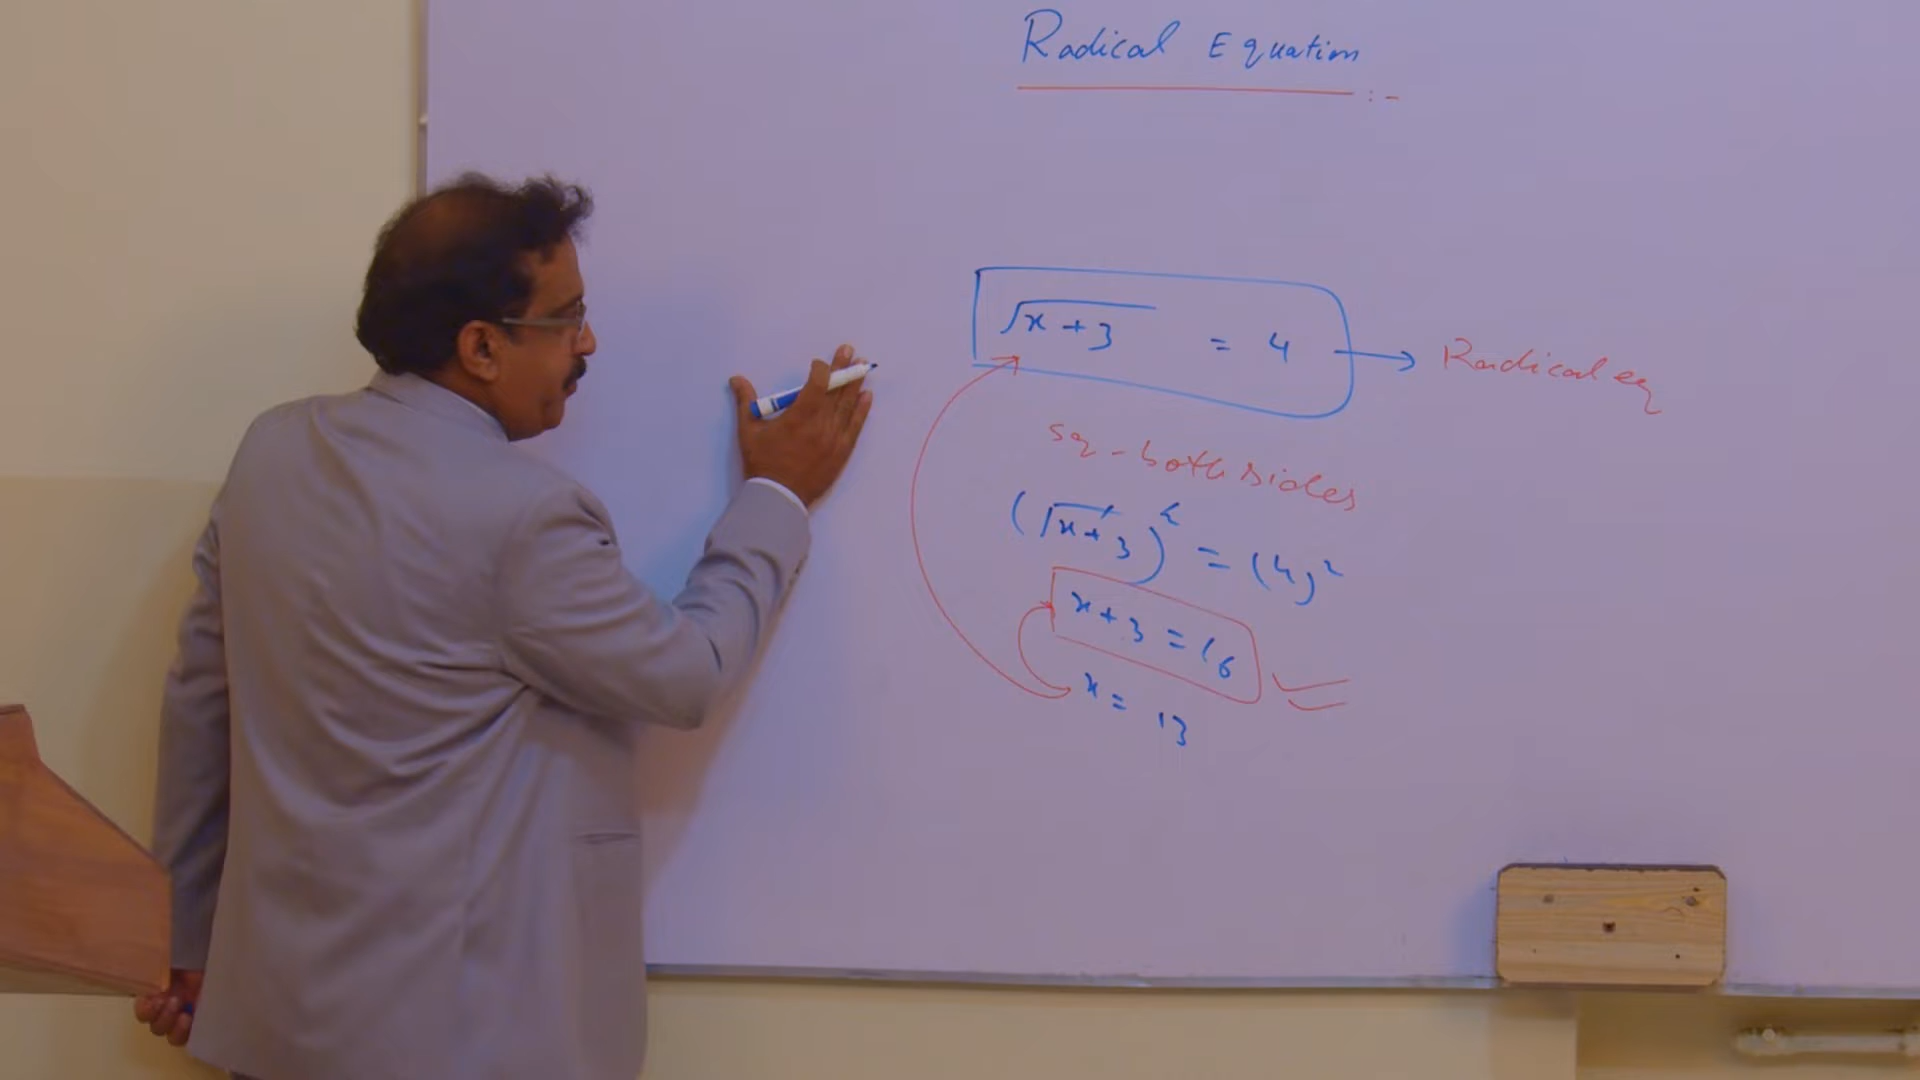 Radical Equation :-
√x+3 = 4 → Radical eq
sq - both sides
(√x+3)² = (4)²
x+3 = 16
x = 13